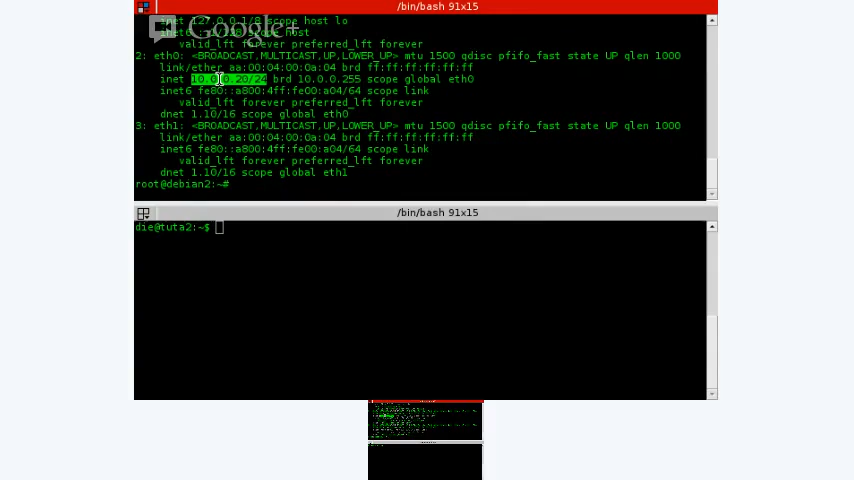 /bin/bash 91x15
inet 127.0.0.1/8 scope host lo
inet6 ::1/128 scope host
valid_lft forever preferred_lft forever
2: eth0: <BROADCAST,MULTICAST,UP,LOWER_UP> mtu 1500 qdisc pfifo_fast state UP qlen 1000
link/ether aa:00:04:00:0a:04 brd ff:ff:ff:ff:ff:ff
inet 10.0.0.20/24 brd 10.0.0.255 scope global eth0
inet6 fe80::a800:4ff:fe00:a04/64 scope link
valid_lft forever preferred_lft forever
dnet 1.10/16 scope global eth0
3: eth1: <BROADCAST,MULTICAST,UP,LOWER_UP> mtu 1500 qdisc pfifo_fast state UP qlen 1000
link/ether aa:00:04:00:0a:04 brd ff:ff:ff:ff:ff:ff
inet6 fe80::a800:4ff:fe00:a04/64 scope link
valid_lft forever preferred_lft forever
dnet 1.10/16 scope global eth1
root@debian2:~#
Google+
/bin/bash 91x15
die@tuta2:~$